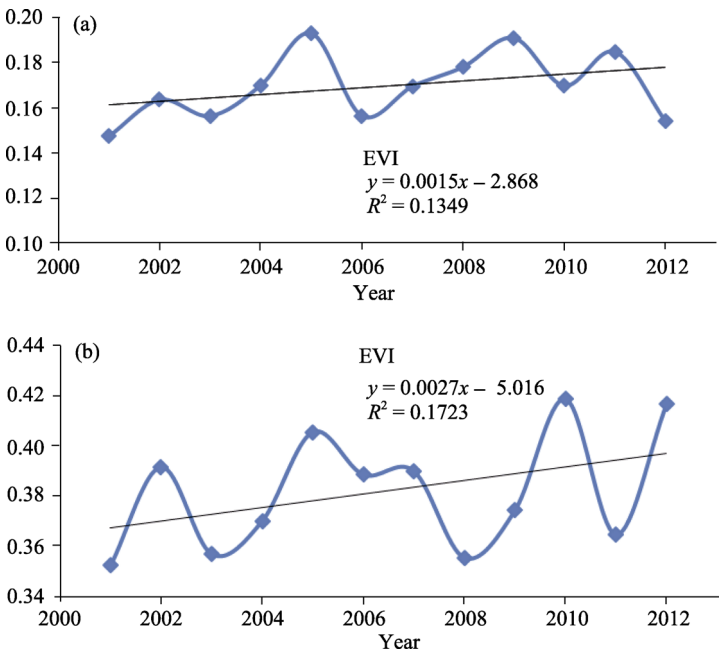 (a)
0.20
0.18
0.16
0.14
0.12
0.10
EVI
y = 0.0015x – 2.868
R² = 0.1349
2000 2002 2004 2006 2008 2010 2012
Year
(b)
0.44
0.42
0.40
0.38
0.36
0.34
EVI
y = 0.0027x – 5.016
R² = 0.1723
2000 2002 2004 2006 2008 2010 2012
Year